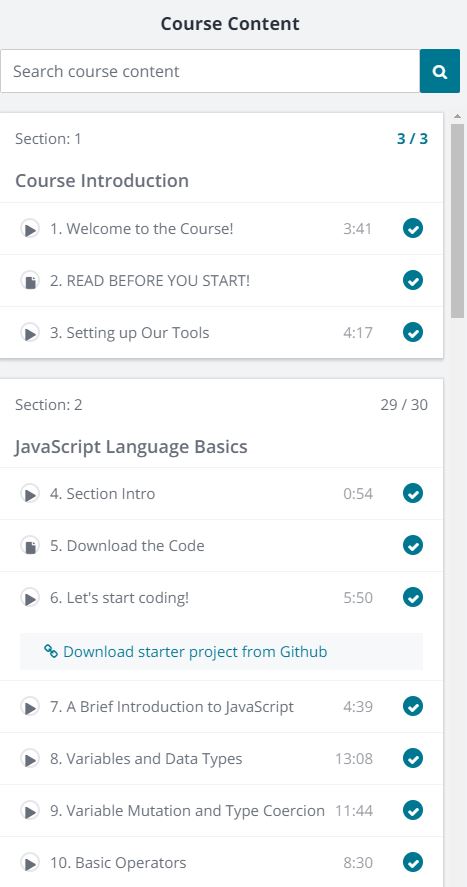 Course Content
Search course content
Section: 1 3 / 3
Course Introduction
1. Welcome to the Course! 3:41
2. READ BEFORE YOU START!
3. Setting up Our Tools 4:17
Section: 2 29 / 30
JavaScript Language Basics
4. Section Intro 0:54
5. Download the Code
6. Let's start coding! 5:50
Download starter project from Github
7. A Brief Introduction to JavaScript 4:39
8. Variables and Data Types 13:08
9. Variable Mutation and Type Coercion 11:44
10. Basic Operators 8:30